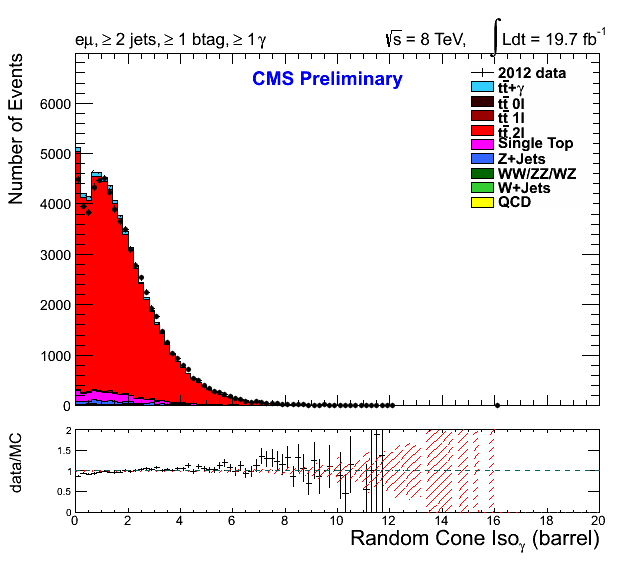 eμ, ≥ 2 jets, ≥ 1 btag, ≥ 1 γ
√s = 8 TeV, ∫ Ldt = 19.7 fb⁻¹
CMS Preliminary
2012 data
tt̄+γ
tt̄ 0l
tt̄ 1l
tt̄ 2l
Single Top
Z+Jets
WW/ZZ/WZ
W+Jets
QCD
Number of Events
6000
5000
4000
3000
2000
1000
0
data/MC
2
1.5
1
0.5
0
0 2 4 6 8 10 12 14 16 18 20
Random Cone Iso_γ (barrel)